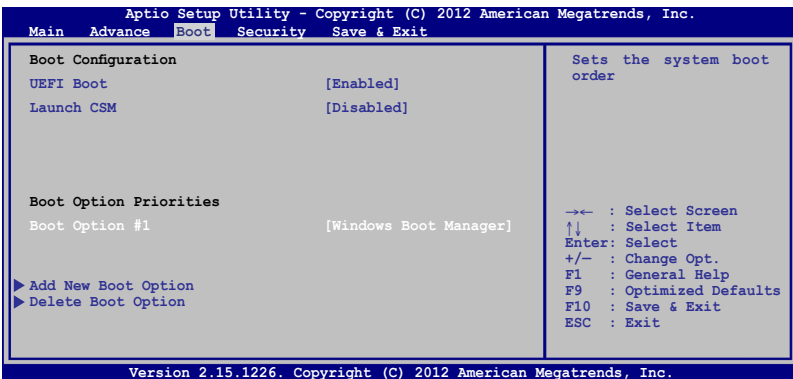 Aptio Setup Utility - Copyright (C) 2012 American Megatrends, Inc.
Main Advance Boot Security Save & Exit
Boot Configuration
UEFI Boot [Enabled]
Launch CSM [Disabled]
Boot Option Priorities
Boot Option #1 [Windows Boot Manager]
Add New Boot Option
Delete Boot Option
Sets the system boot
order
→← : Select Screen
↑↓ : Select Item
Enter: Select
+/— : Change Opt.
F1 : General Help
F9 : Optimized Defaults
F10 : Save & Exit
ESC : Exit
Version 2.15.1226. Copyright (C) 2012 American Megatrends, Inc.